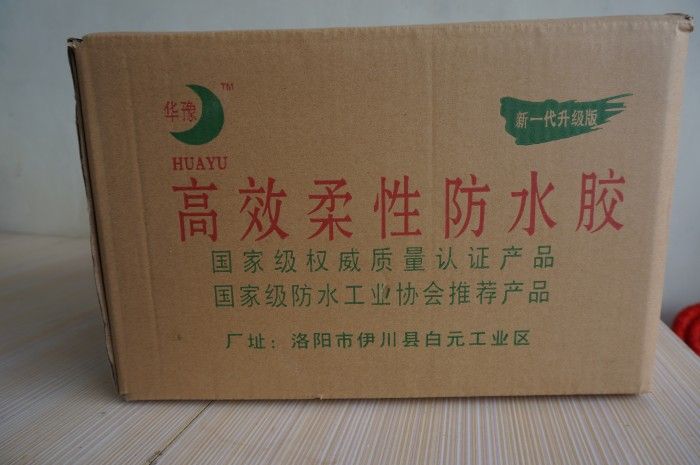 华豫
TM
HUAYU
新一代升级版
高效柔性防水胶
国家级权威质量认证产品
国家级防水工业协会推荐产品
厂址：洛阳市伊川县白元工业区